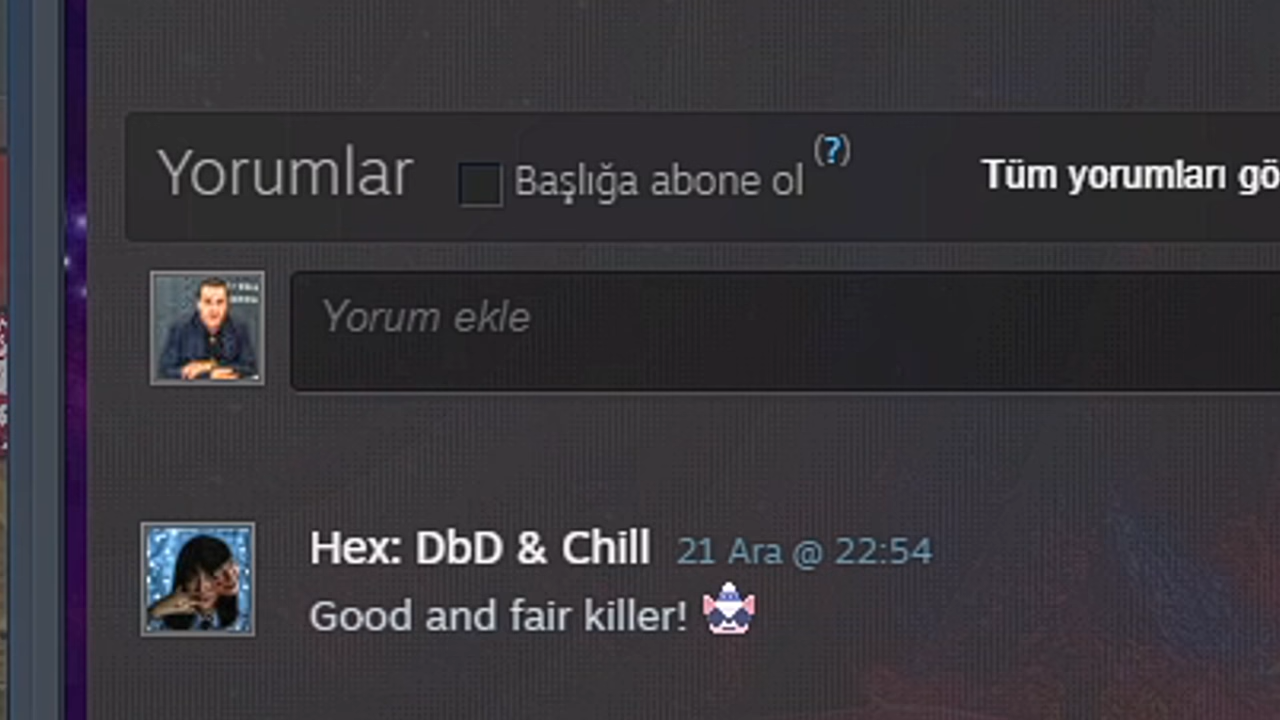 Yorumlar Başlığa abone ol (?) Tüm yorumları gö
Yorum ekle
Hex: DbD & Chill 21 Ara @ 22:54
Good and fair killer!